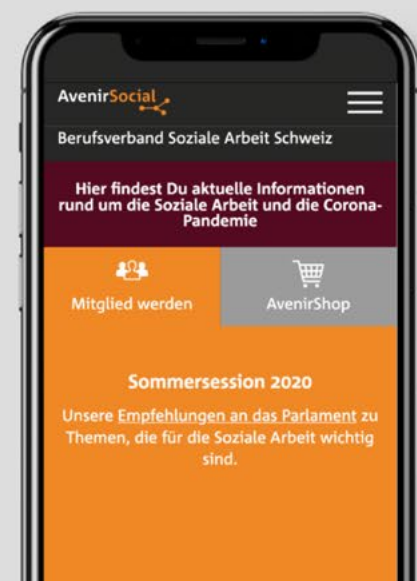 AvenirSocial
Berufsverband Soziale Arbeit Schweiz
Hier findest Du aktuelle Informationen
rund um die Soziale Arbeit und die Corona-
Pandemie
Mitglied werden
AvenirShop
Sommersession 2020
Unsere Empfehlungen an das Parlament zu
Themen, die für die Soziale Arbeit wichtig
sind.